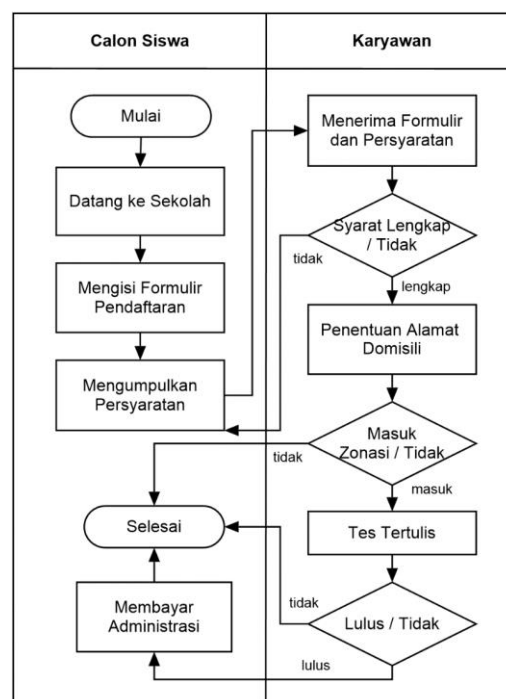 Calon Siswa
Karyawan
Mulai
Datang ke Sekolah
Mengisi Formulir
Pendaftaran
Mengumpulkan
Persyaratan
Menerima Formulir
dan Persyaratan
Syarat Lengkap
/ Tidak
tidak
lengkap
Penentuan Alamat
Domisili
Masuk
Zonasi / Tidak
tidak
masuk
Tes Tertulis
Lulus / Tidak
tidak
lulus
Membayar
Administrasi
Selesai